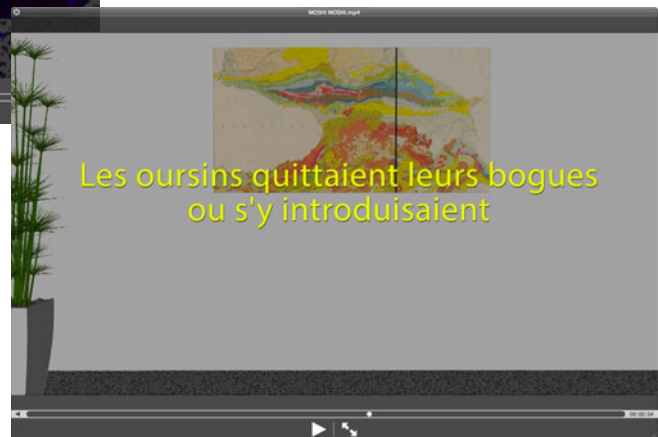 MOSHI MOSHI.mp4
Les oursins quittaient leurs bogues
ou s'y introduisaient
00:00:54